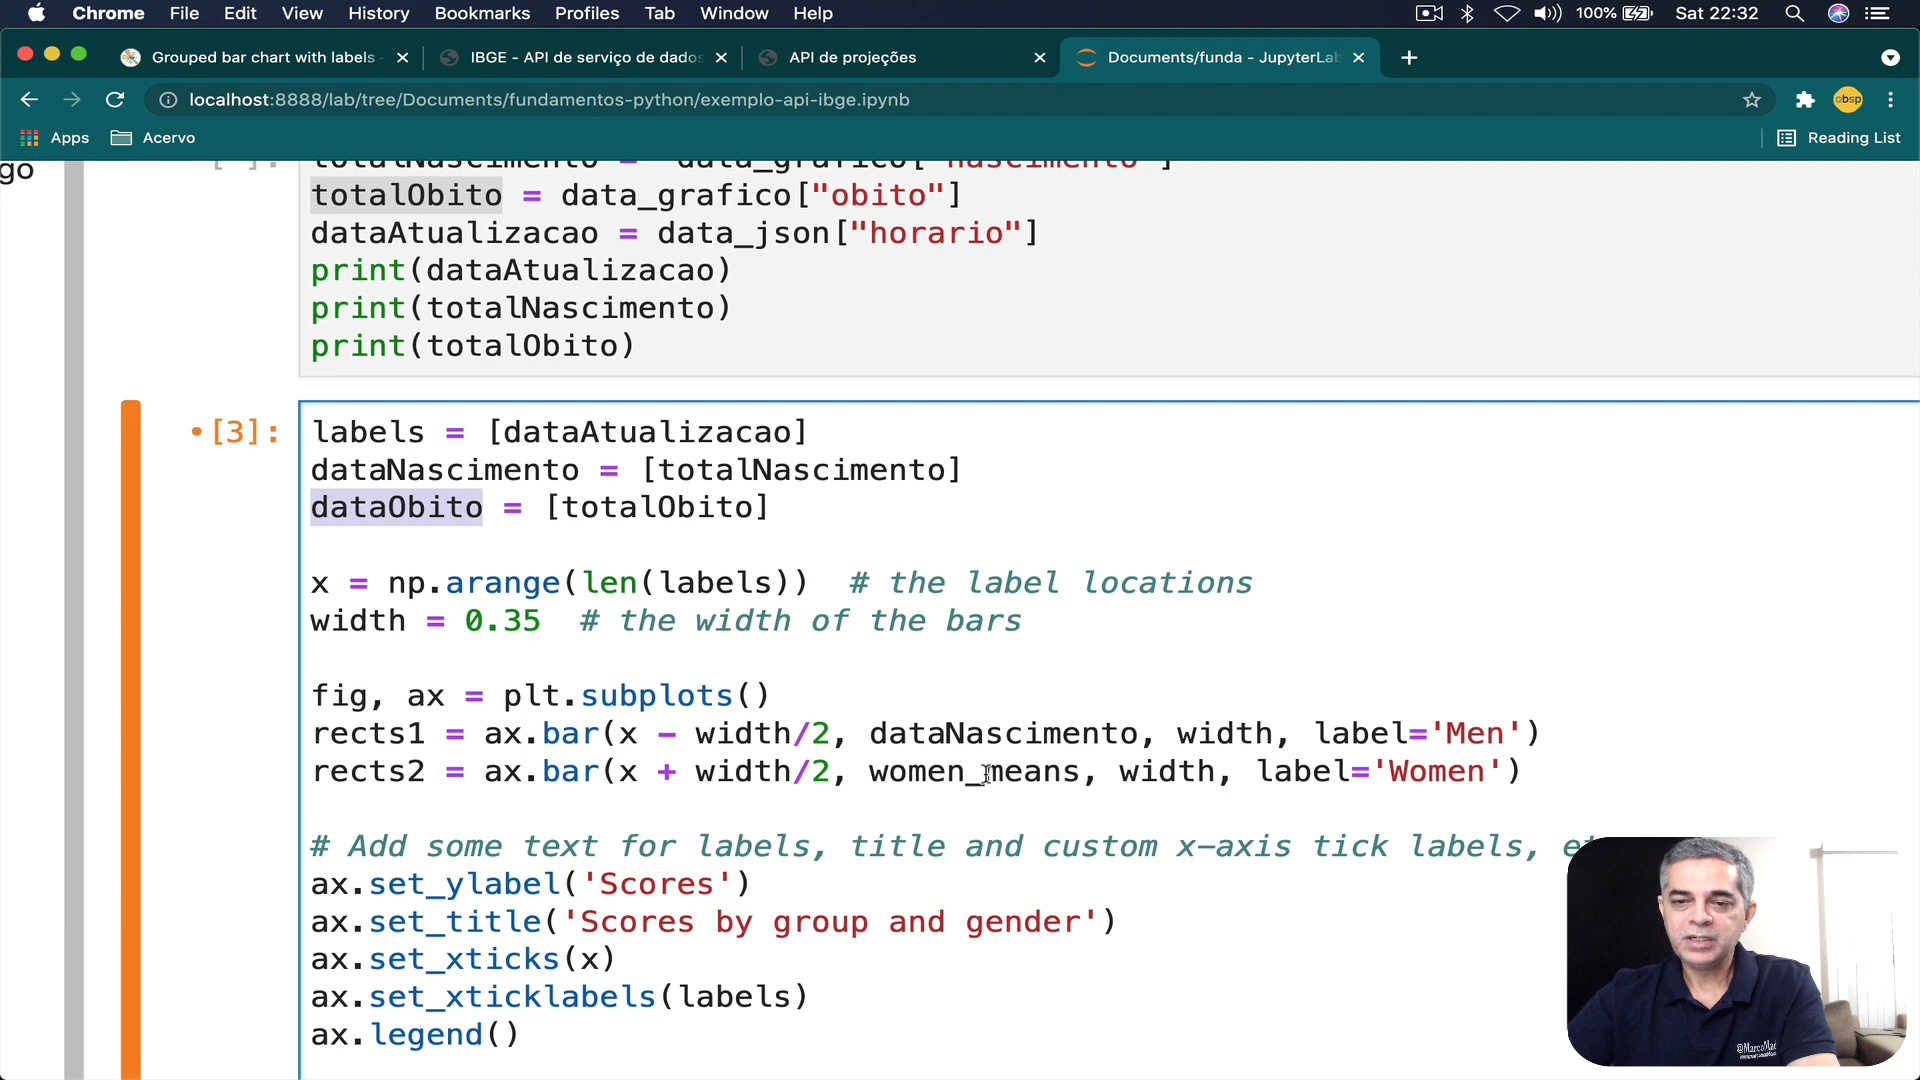 Chrome File Edit View History Bookmarks Profiles Tab Window Help 100% Sat 22:32
Grouped bar chart with labels IBGE - API de serviço de dados API de projeções Documents/funda - JupyterLab
localhost:8888/lab/tree/Documents/fundamentos-python/exemplo-api-ibge.ipynb obsp
Apps Acervo Reading List
go
[ ]: totalNascimento = data_grafico["nascimento"]
totalObito = data_grafico["obito"]
dataAtualizacao = data_json["horario"]
print(dataAtualizacao)
print(totalNascimento)
print(totalObito)
[3]: labels = [dataAtualizacao]
dataNascimento = [totalNascimento]
dataObito = [totalObito]
x = np.arange(len(labels))  # the label locations
width = 0.35  # the width of the bars
fig, ax = plt.subplots()
rects1 = ax.bar(x - width/2, dataNascimento, width, label='Men')
rects2 = ax.bar(x + width/2, women_means, width, label='Women')
# Add some text for labels, title and custom x-axis tick labels,
ax.set_ylabel('Scores')
ax.set_title('Scores by group and gender')
ax.set_xticks(x)
ax.set_xticklabels(labels)
ax.legend()